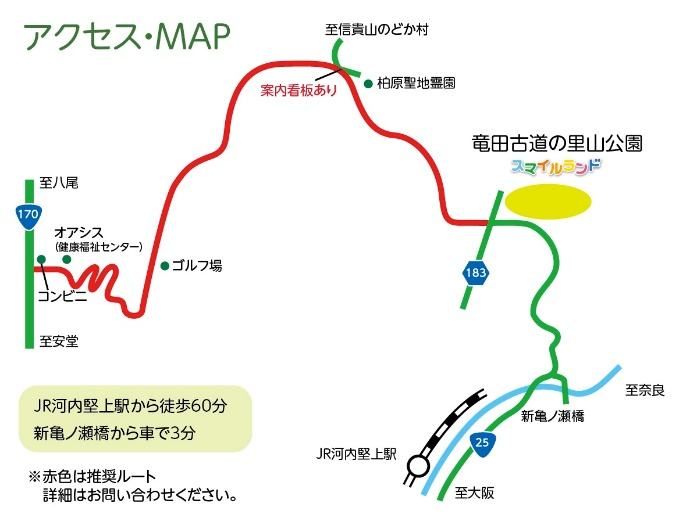 アクセス・MAP
至信貴山のどか村
案内看板あり
柏原聖地霊園
竜田古道の里山公園
スマイルランド
至八尾
170
オアシス
(健康福祉センター)
コンビニ
ゴルフ場
183
至安堂
至奈良
JR河内堅上駅から徒歩60分
新亀ノ瀬橋から車で3分
新亀ノ瀬橋
25
JR河内堅上駅
至大阪
※赤色は推奨ルート
詳細はお問い合わせください。